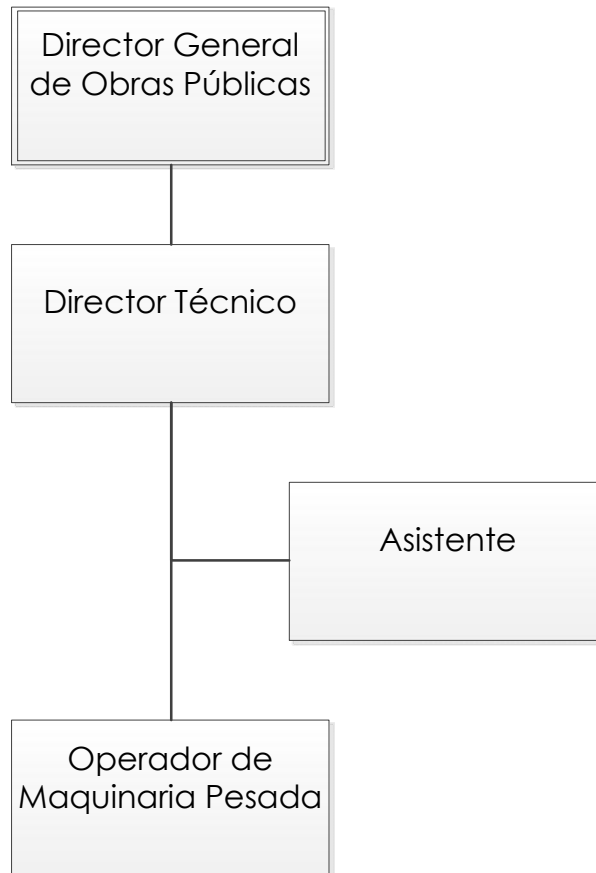 Director General
de Obras Públicas
Director Técnico
Asistente
Operador de
Maquinaria Pesada